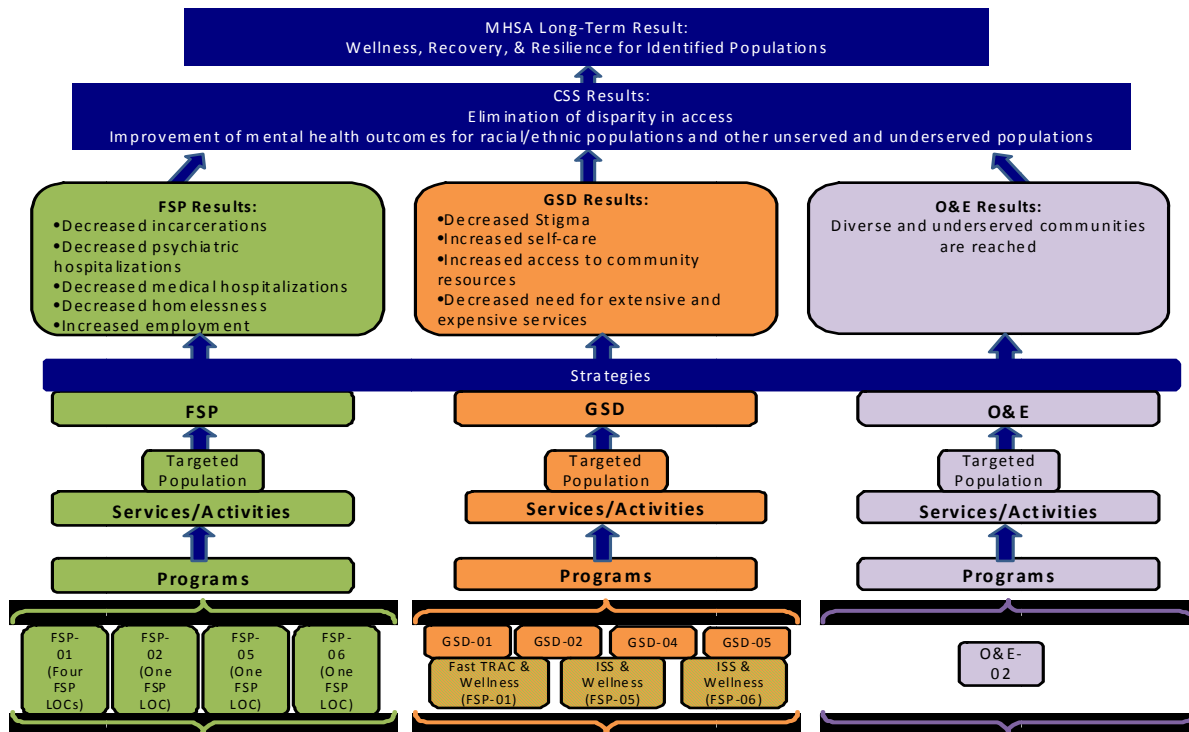 MHSA Long-Term Result:
Wellness, Recovery, & Resilience for Identified Populations
CSS Results:
Elimination of disparity in access
Improvement of mental health outcomes for racial/ethnic populations and other unserved and underserved populations
FSP Results:
•Decreased incarcerations
•Decreased psychiatric
hospitalizations
•Decreased medical hospitalizations
•Decreased homelessness
•Increased employment
GSD Results:
•Decreased Stigma
•Increased self-care
•Increased access to community
resources
•Decreased need for extensive and
expensive services
O&E Results:
Diverse and underserved communities
are reached
Strategies
FSP
GSD
O&E
Targeted
Population
Targeted
Population
Targeted
Population
Services/Activities
Services/Activities
Services/Activities
Programs
Programs
Programs
FSP-
01
(Four
FSP
LOCs)
FSP-
02
(One
FSP
LOC)
FSP-
05
(One
FSP
LOC)
FSP-
06
(One
FSP
LOC)
GSD-01
GSD-02
GSD-04
GSD-05
Fast TRAC &
Wellness
(FSP-01)
ISS &
Wellness
(FSP-05)
ISS &
Wellness
(FSP-06)
O&E-
02